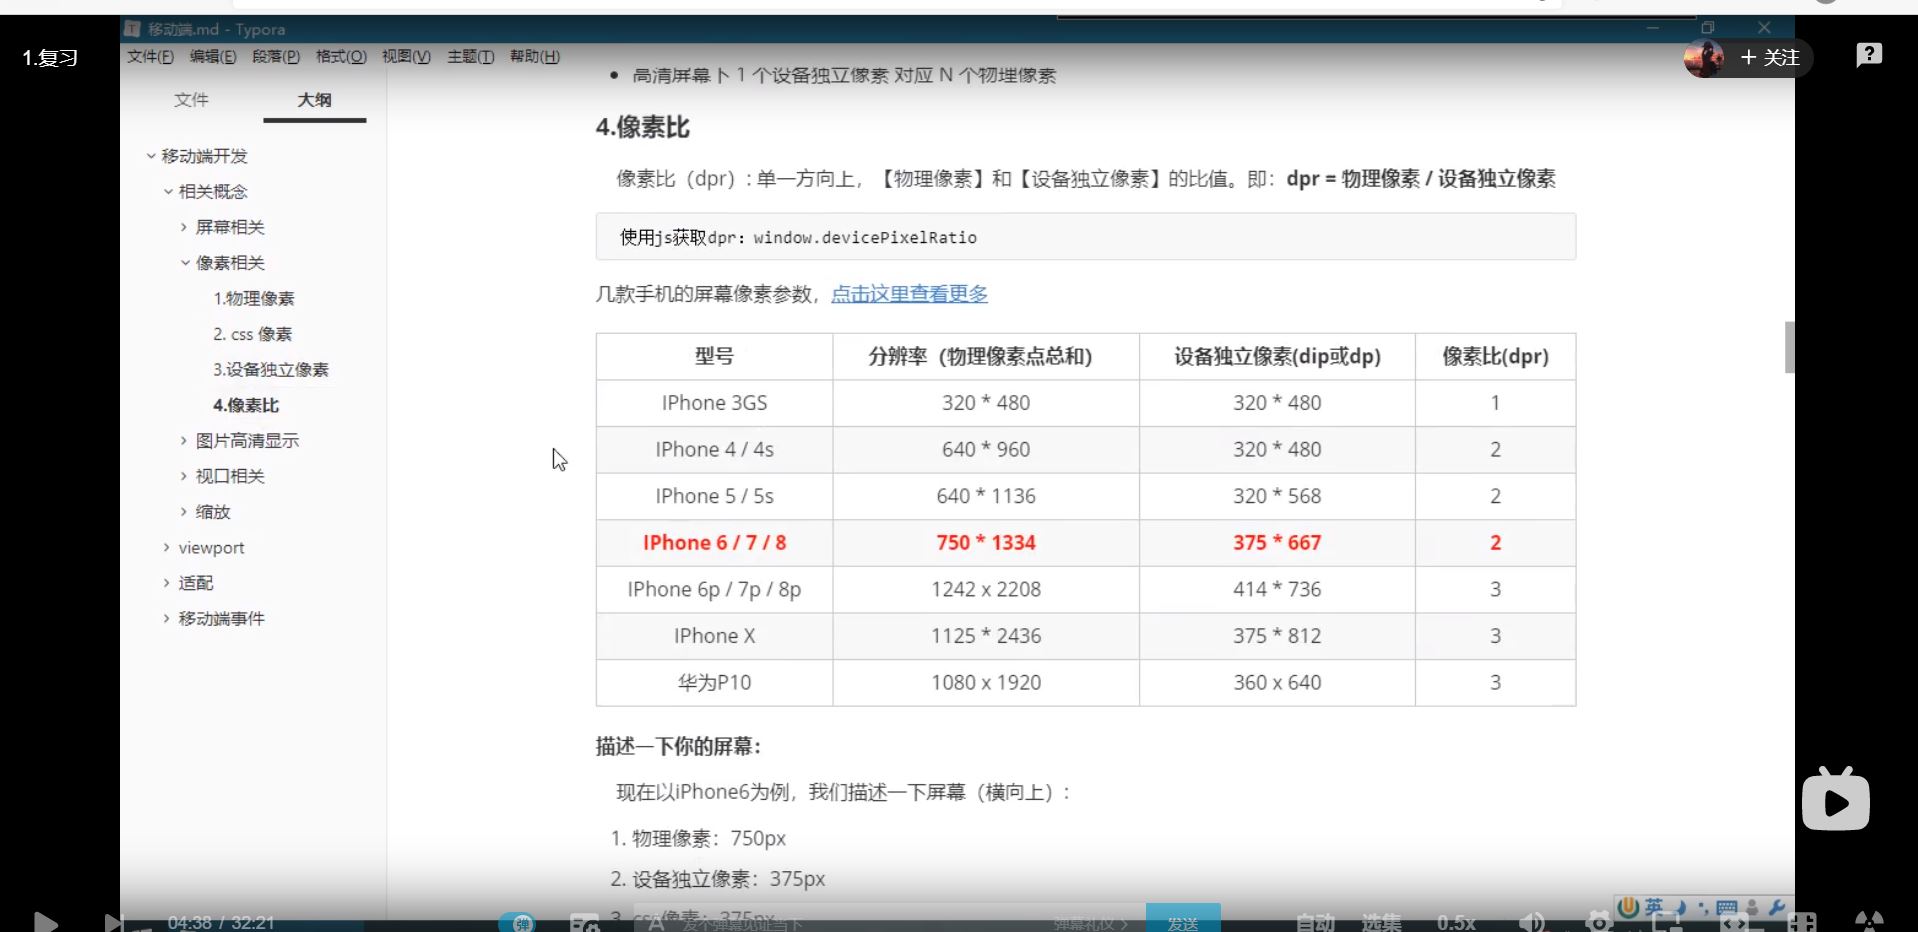 1.复习
移动端.md - Typora
文件(F) 编辑(E) 段落(P) 格式(O) 视图(V) 主题(T) 帮助(H)
+ 关注
文件 大纲
移动端开发
相关概念
屏幕相关
像素相关
1.物理像素
2. css 像素
3.设备独立像素
4.像素比
图片高清显示
视口相关
缩放
viewport
适配
移动端事件
高清屏幕下 1 个设备独立像素 对应 N 个物理像素
4.像素比
像素比（dpr）: 单一方向上，【物理像素】和【设备独立像素】的比值。即：dpr = 物理像素 / 设备独立像素
使用js获取dpr：window.devicePixelRatio
几款手机的屏幕像素参数，点击这里查看更多
型号 分辨率（物理像素点总和） 设备独立像素(dip或dp) 像素比(dpr)
IPhone 3GS 320 * 480 320 * 480 1
IPhone 4 / 4s 640 * 960 320 * 480 2
IPhone 5 / 5s 640 * 1136 320 * 568 2
IPhone 6 / 7 / 8 750 * 1334 375 * 667 2
IPhone 6p / 7p / 8p 1242 x 2208 414 * 736 3
IPhone X 1125 * 2436 375 * 812 3
华为P10 1080 x 1920 360 x 640 3
描述一下你的屏幕：
现在以iPhone6为例，我们描述一下屏幕（横向上）:
1. 物理像素：750px
2. 设备独立像素：375px
3. css像素：375px
04:38 / 32:21
弹
发个弹幕见证当下
弹幕礼仪 >
发送
自动 选集 0.5x
英